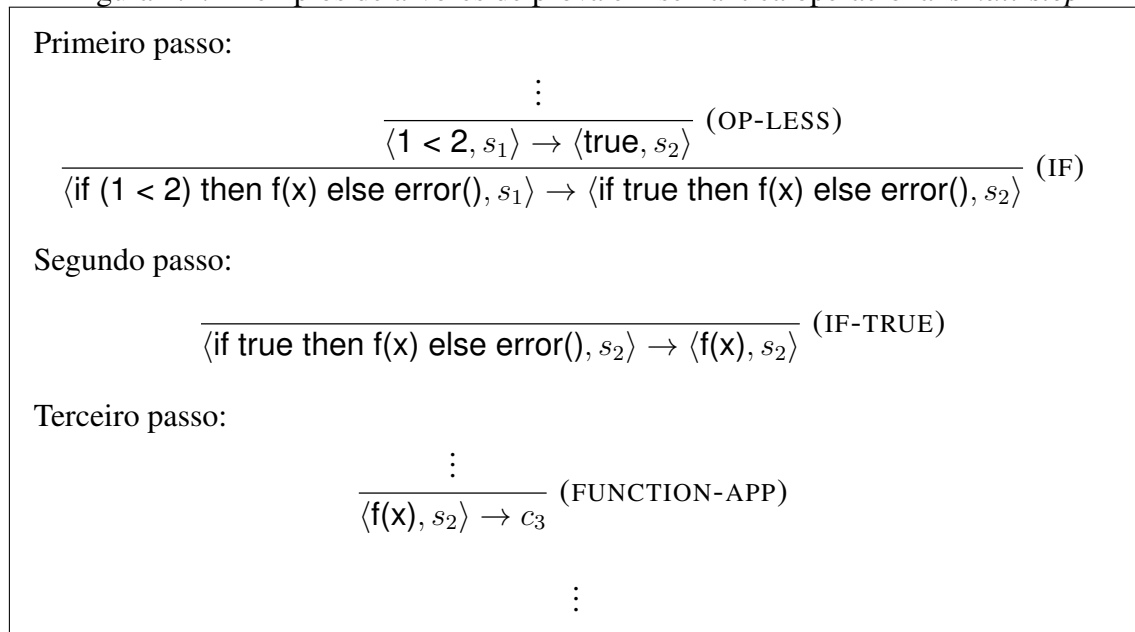 Primeiro passo:
⋮
⟨1 < 2, s₁⟩ → ⟨true, s₂⟩ (OP-LESS)
⟨if (1 < 2) then f(x) else error(), s₁⟩ → ⟨if true then f(x) else error(), s₂⟩ (IF)
Segundo passo:
⟨if true then f(x) else error(), s₂⟩ → ⟨f(x), s₂⟩ (IF-TRUE)
Terceiro passo:
⋮
⟨f(x), s₂⟩ → c₃ (FUNCTION-APP)
⋮